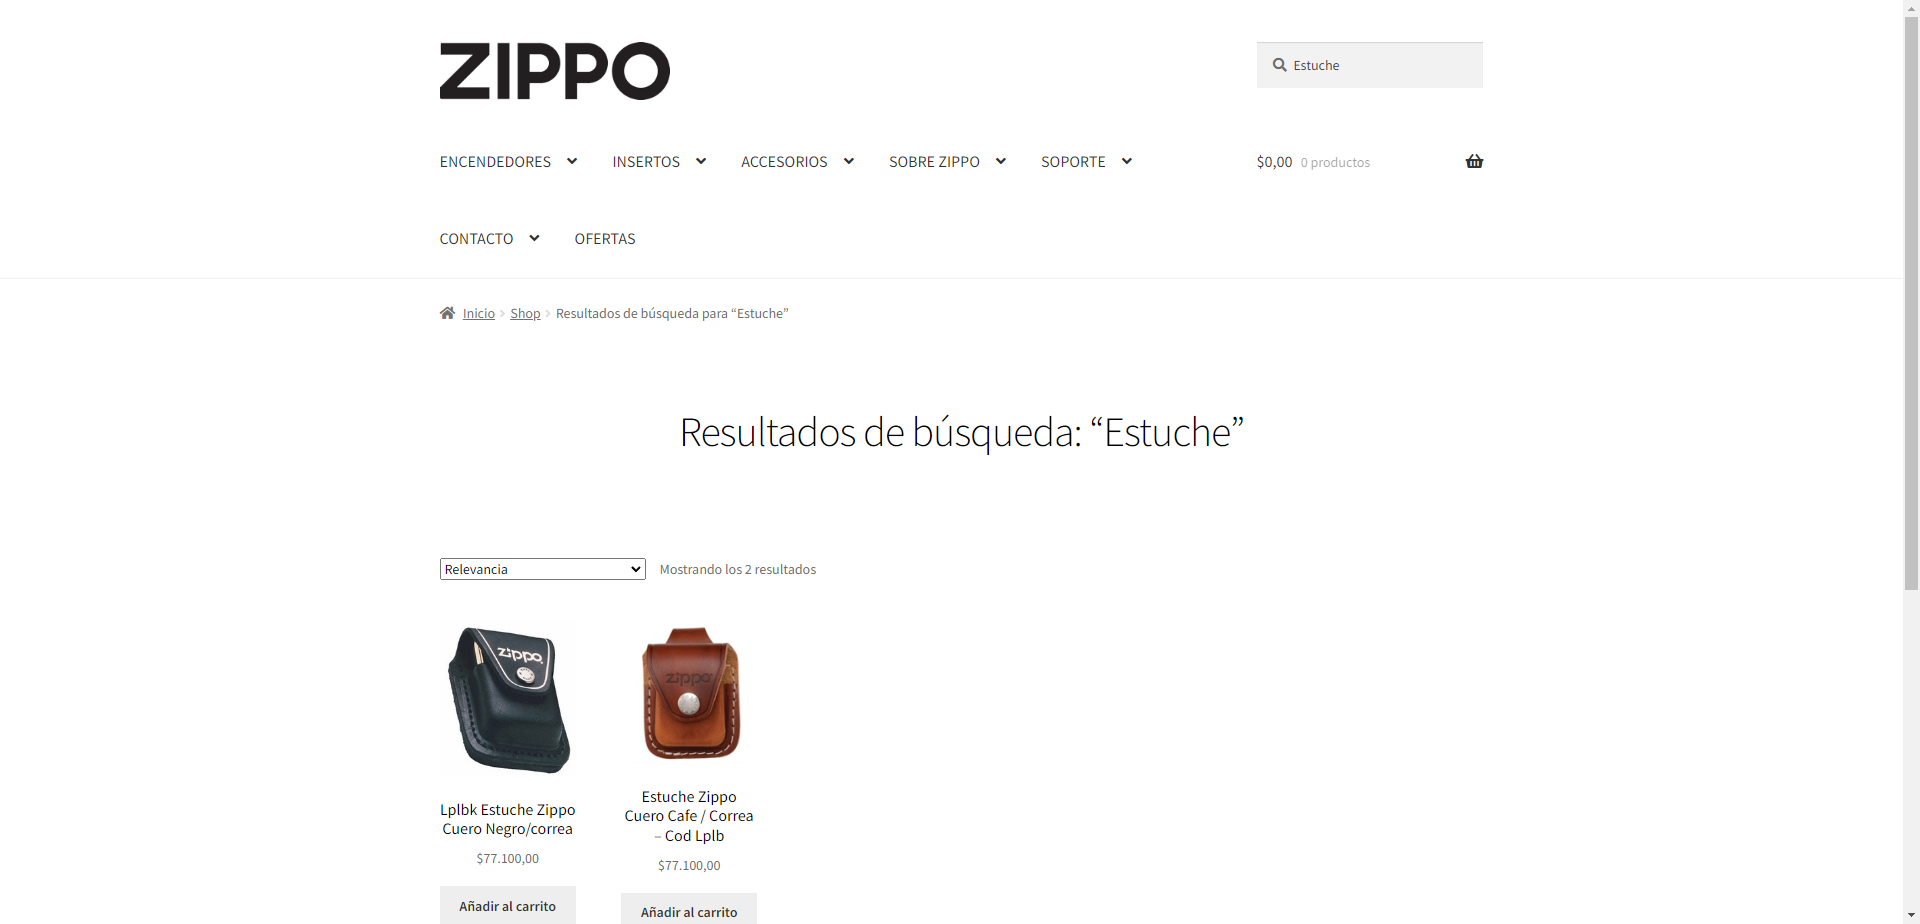 ZIPPO
Estuche
ENCENDEDORES INSERTOS ACCESORIOS SOBRE ZIPPO SOPORTE
$0,00 0 productos
CONTACTO OFERTAS
Inicio Shop Resultados de búsqueda para “Estuche”
Resultados de búsqueda: “Estuche”
Relevancia Mostrando los 2 resultados
zippo
Lplbk Estuche Zippo
Cuero Negro/correa
$77.100,00
Añadir al carrito
zippo
Estuche Zippo
Cuero Cafe / Correa
– Cod Lplb
$77.100,00
Añadir al carrito